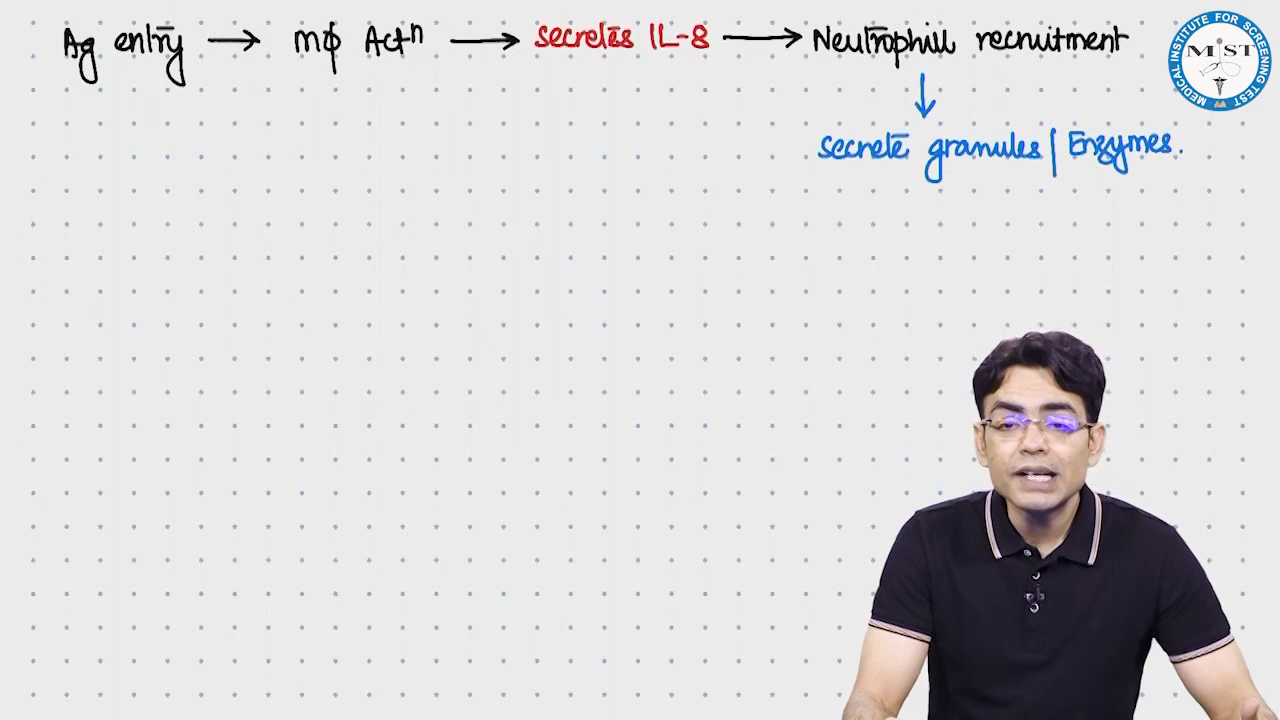 Ag entry → mϕ Actⁿ → secretes IL-8 → Neutrophill recruitment
↓
secrete granules | Enzymes.
MEDICAL INSTITUTE FOR SCREENING TEST
MIST